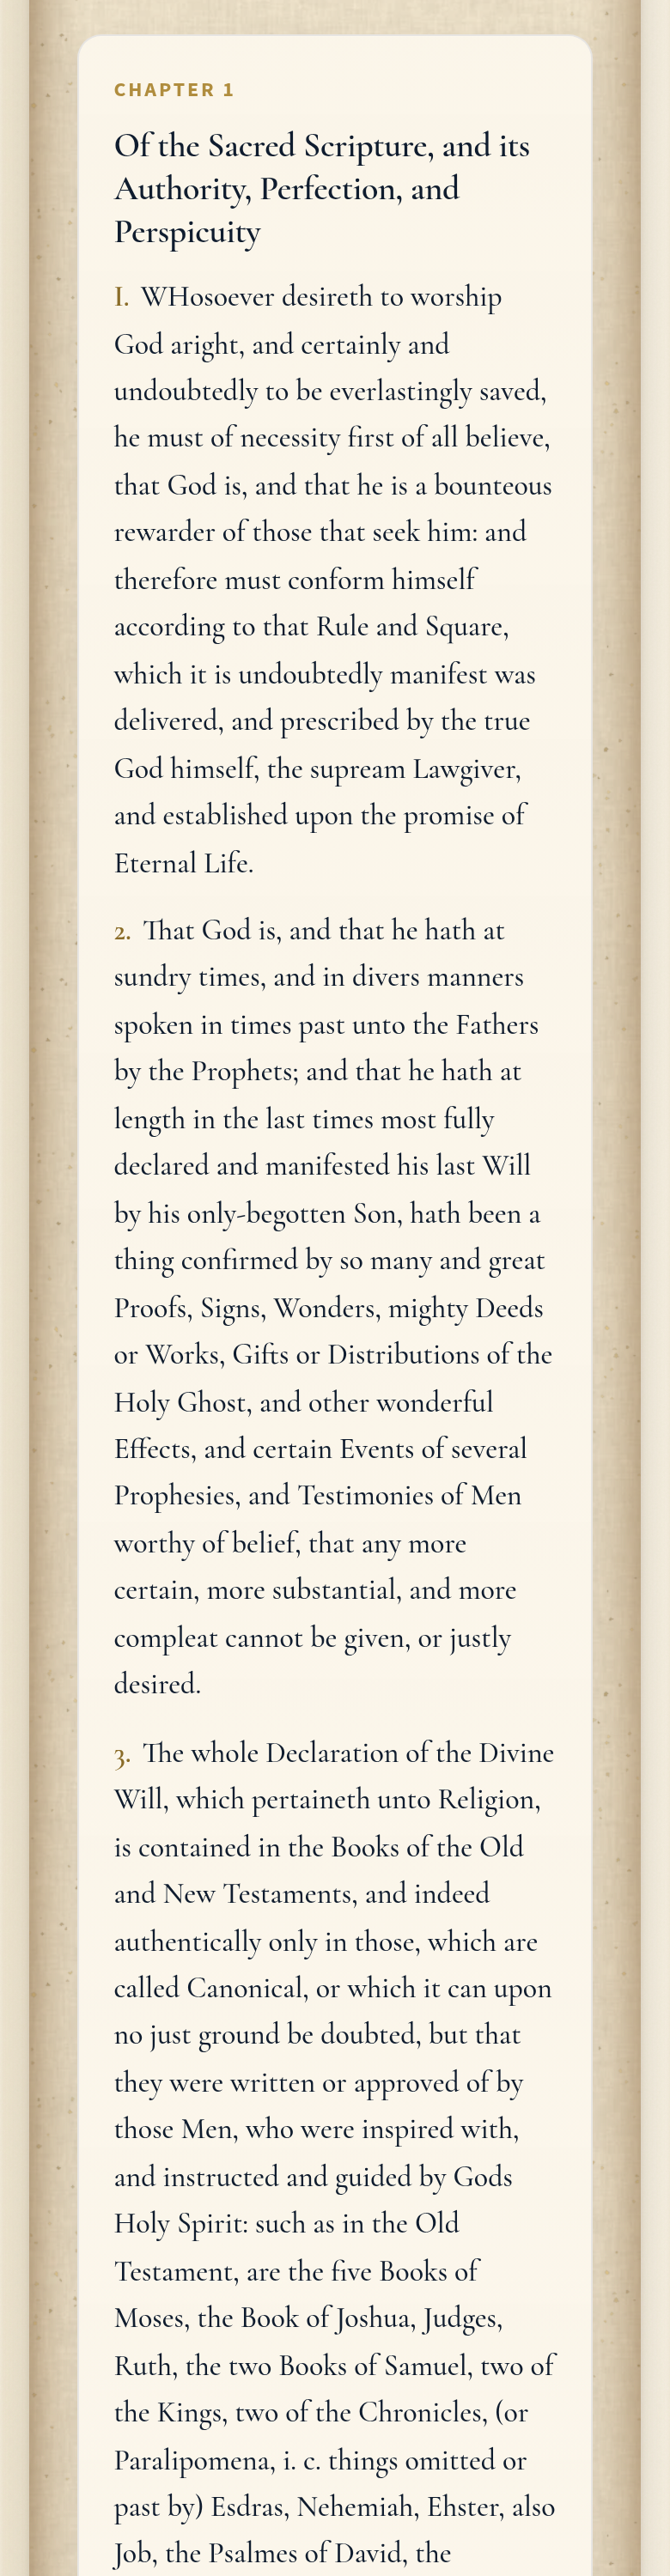 CHAPTER 1
Of the Sacred Scripture, and its
Authority, Perfection, and
Perspicuity
I. WHosoever desireth to worship
God aright, and certainly and
undoubtedly to be everlastingly saved,
he must of necessity first of all believe,
that God is, and that he is a bounteous
rewarder of those that seek him: and
therefore must conform himself
according to that Rule and Square,
which it is undoubtedly manifest was
delivered, and prescribed by the true
God himself, the supream Lawgiver,
and established upon the promise of
Eternal Life.
2. That God is, and that he hath at
sundry times, and in divers manners
spoken in times past unto the Fathers
by the Prophets; and that he hath at
length in the last times most fully
declared and manifested his last Will
by his only-begotten Son, hath been a
thing confirmed by so many and great
Proofs, Signs, Wonders, mighty Deeds
or Works, Gifts or Distributions of the
Holy Ghost, and other wonderful
Effects, and certain Events of several
Prophesies, and Testimonies of Men
worthy of belief, that any more
certain, more substantial, and more
compleat cannot be given, or justly
desired.
3. The whole Declaration of the Divine
Will, which pertaineth unto Religion,
is contained in the Books of the Old
and New Testaments, and indeed
authentically only in those, which are
called Canonical, or which it can upon
no just ground be doubted, but that
they were written or approved of by
those Men, who were inspired with,
and instructed and guided by Gods
Holy Spirit: such as in the Old
Testament, are the five Books of
Moses, the Book of Joshua, Judges,
Ruth, the two Books of Samuel, two of
the Kings, two of the Chronicles, (or
Paralipomena, i. c. things omitted or
past by) Esdras, Nehemiah, Ehster, also
Job, the Psalmes of David, the